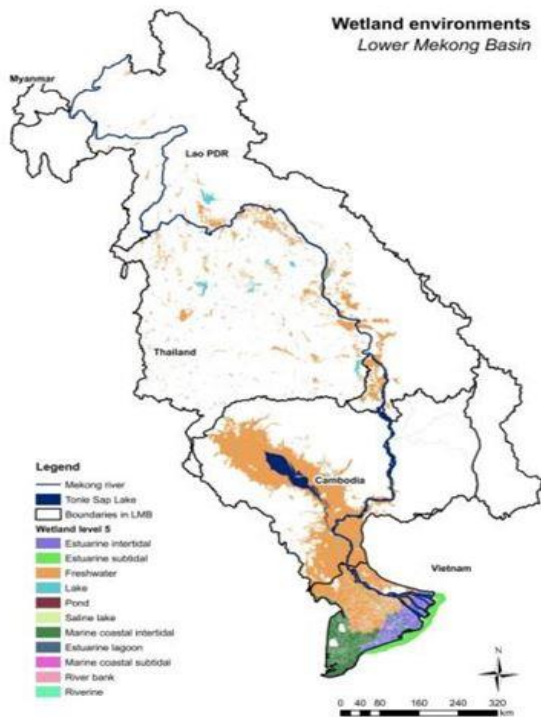 Wetland environments
Lower Mekong Basin
Myanmar
Lao PDR
Thailand
Cambodia
Vietnam
Legend
Mekong river
Tonle Sap Lake
Boundaries in LMB
Wetland level 5
Estuarine intertidal
Estuarine subtidal
Freshwater
Lake
Pond
Saline lake
Marine coastal intertidal
Estuarine lagoon
Marine coastal subtidal
River bank
Riverine
N
0 40 80 160 240 320
km